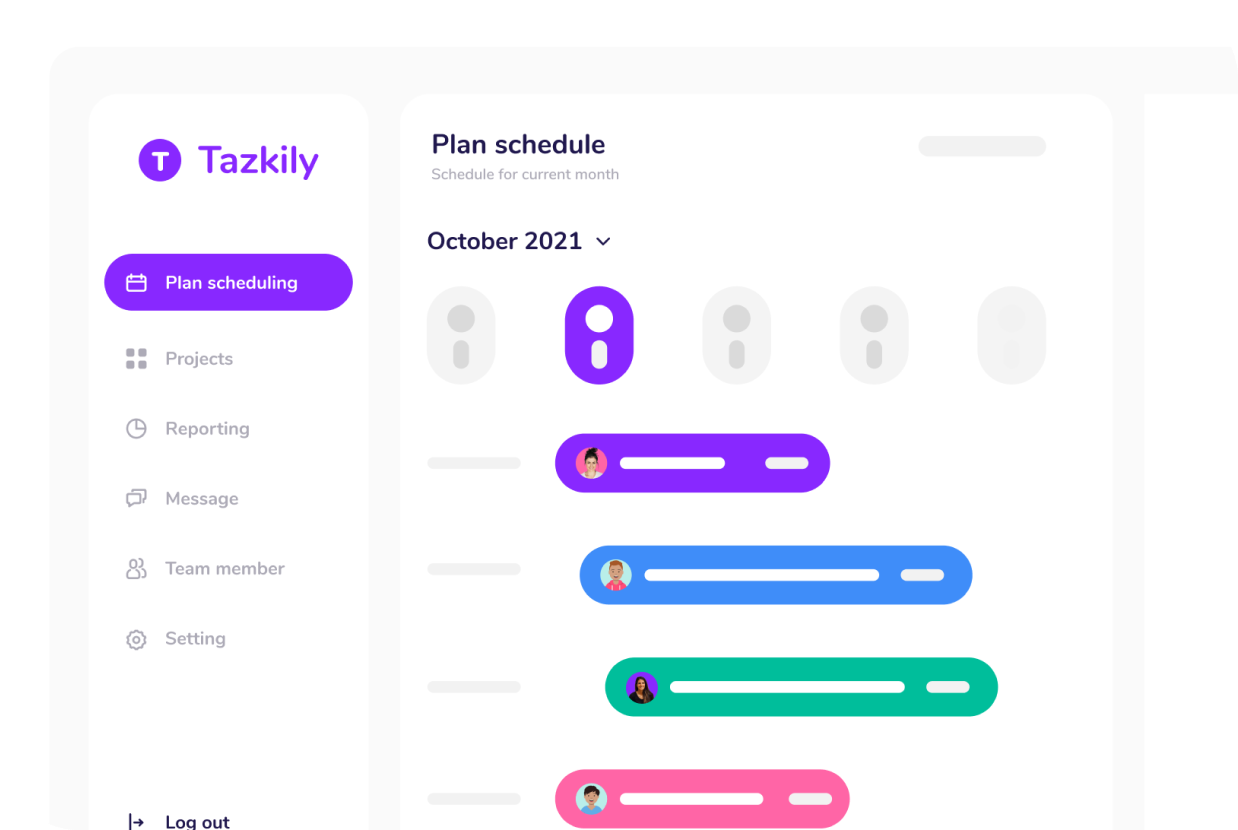 T Tazkily
Plan scheduling
Projects
Reporting
Message
Team member
Setting
Log out
Plan schedule
Schedule for current month
October 2021